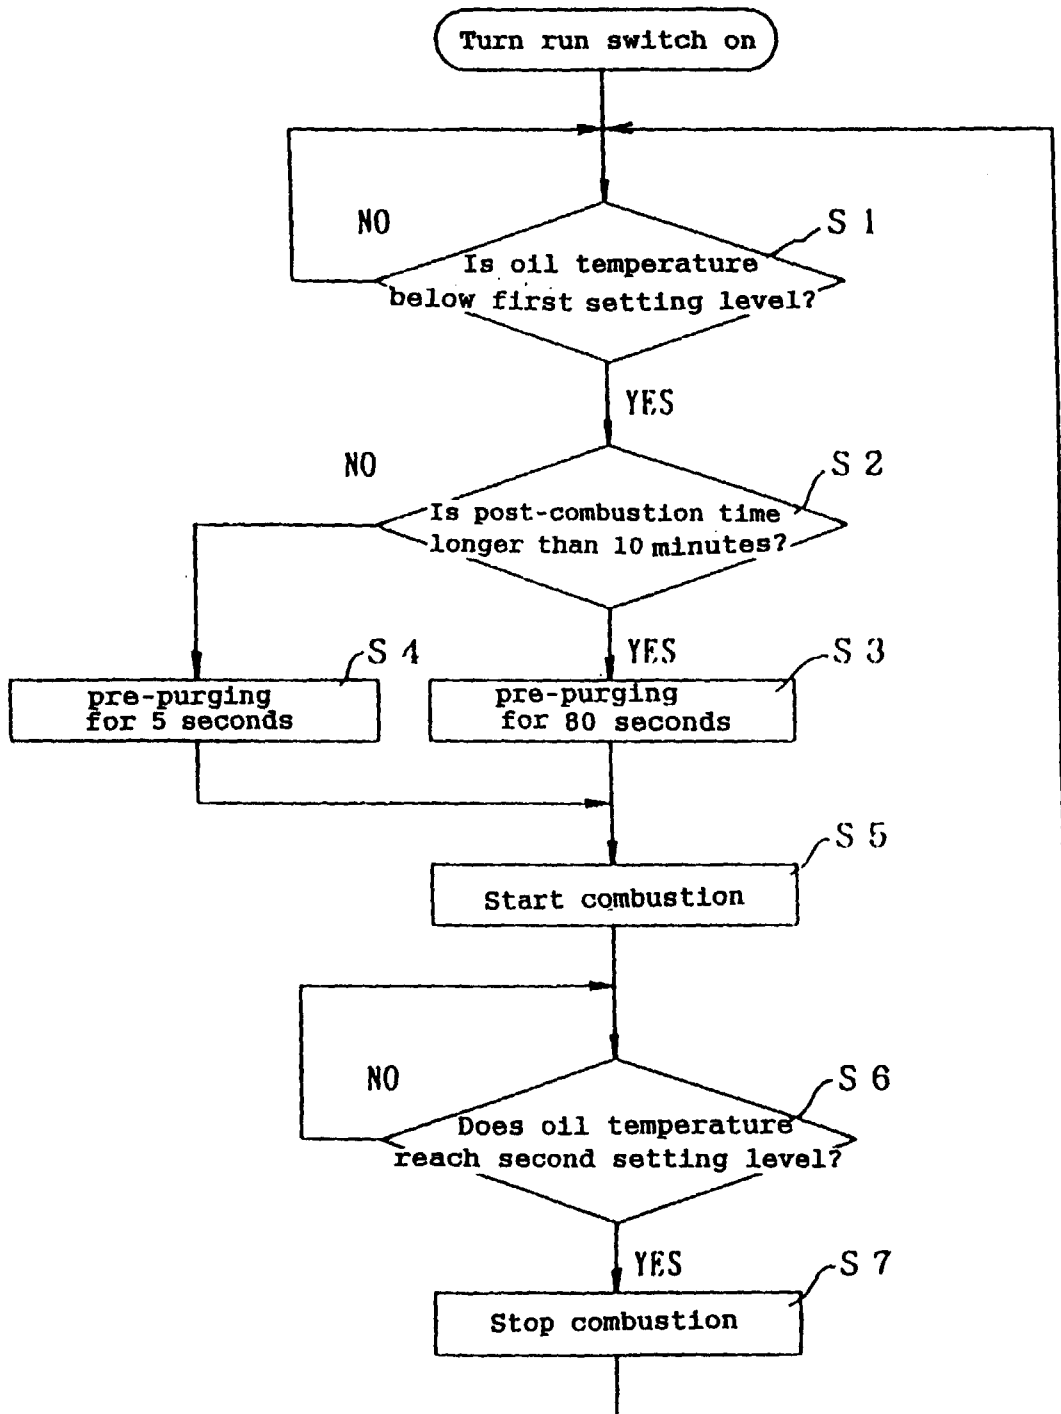 Turn run switch on
NO
S 1
Is oil temperature
below first setting level?
YES
NO
S 2
Is post-combustion time
longer than 10 minutes?
S 4
YES
S 3
pre-purging
for 5 seconds
pre-purging
for 80 seconds
S 5
Start combustion
NO
S 6
Does oil temperature
reach second setting level?
YES
S 7
Stop combustion